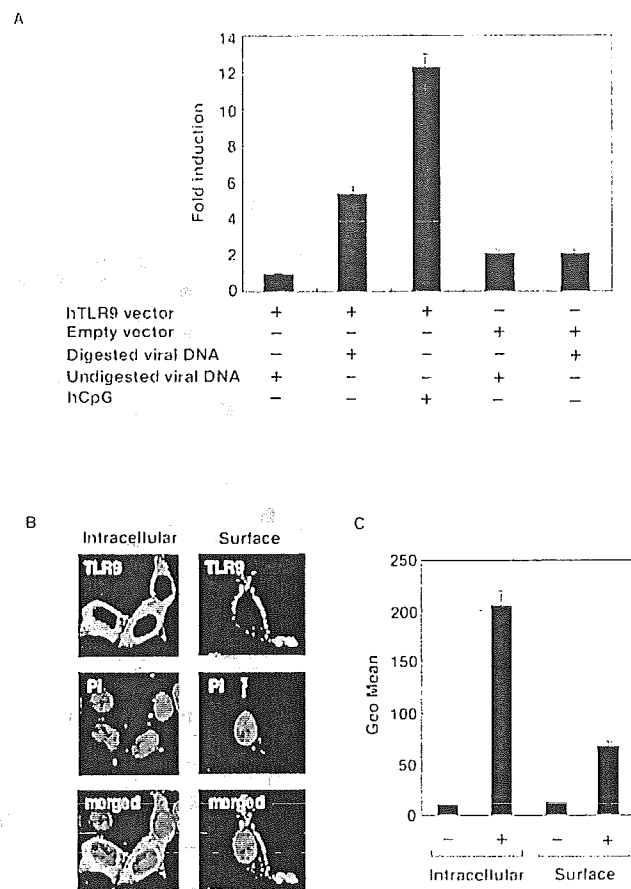 A
Fold induction
14
12
10
8
6
4
2
0
hTLR9 vector + + + − −
Empty vector − − − + +
Digested viral DNA − + − − +
Undigested viral DNA + − − + −
hCpG − − + − −
B
Intracellular Surface
TLR9 TLR9
PI PI
merged merged
C
Geo Mean
250
200
150
100
50
0
− + − +
Intracellular Surface